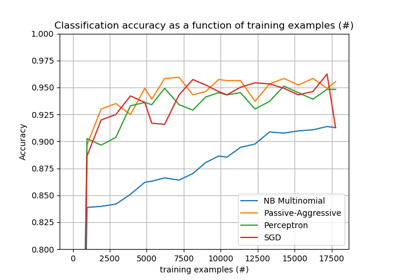 Classification accuracy as a function of training examples (#)
1.000
0.975
0.950
0.925
0.900
0.875
0.850
0.825
0.800
Accuracy
NB Multinomial
Passive-Aggressive
Perceptron
SGD
0 2500 5000 7500 10000 12500 15000 17500
training examples (#)